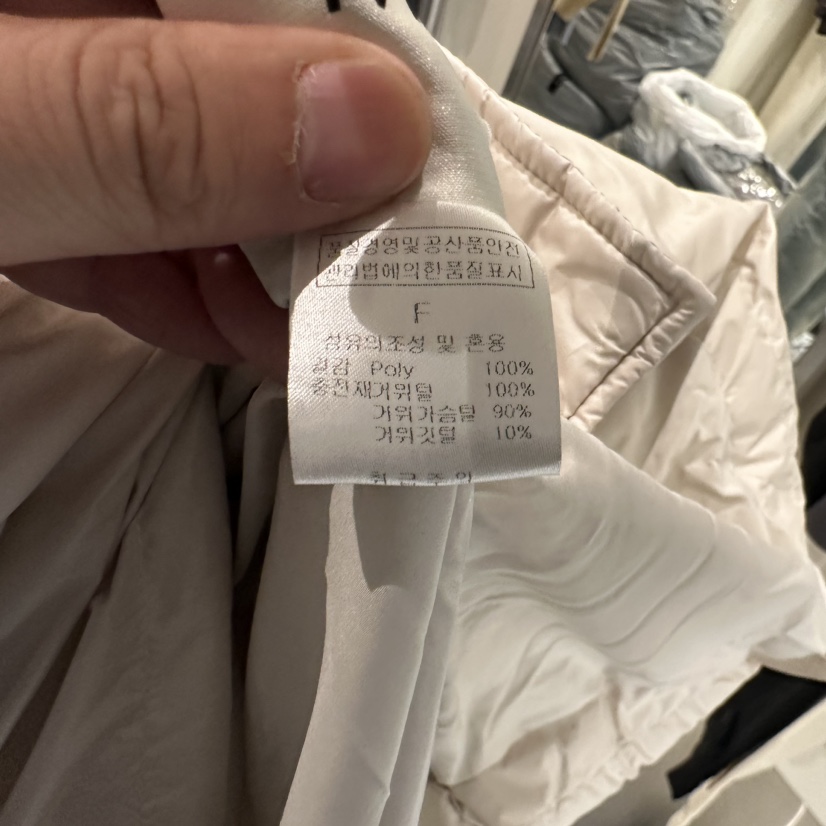 품질경영및공산품안전
관리법에의한품질표시
F
섬유의조성 및 혼용
겉감 Poly 100%
충전재거위털 100%
거위가슴털 90%
거위깃털 10%